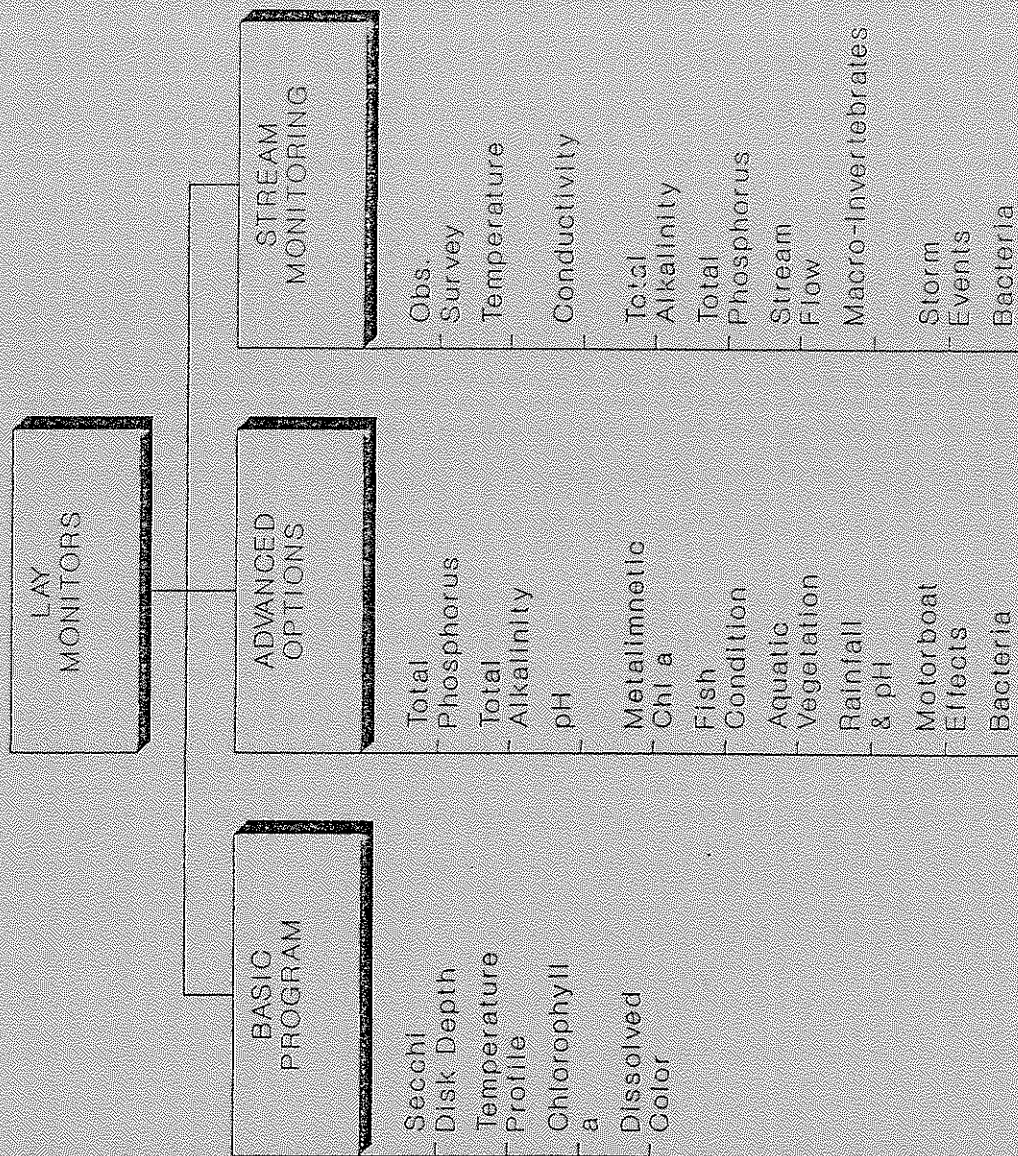 LAY
MONITORS
BASIC
PROGRAM
Secchi
Disk Depth
Temperature
Profile
Chlorophyll
a
Dissolved
Color
ADVANCED
OPTIONS
Total
Phosphorus
Total
Alkalinity
pH
Metalimnetic
Chl a
Fish
Condition
Aquatic
Vegetation
Rainfall
& pH
Motorboat
Effects
Bacteria
STREAM
MONITORING
Obs.
Survey
Temperature
Conductivity
Total
Alkalinity
Total
Phosphorus
Stream
Flow
Macro-Invertebrates
Storm
Events
Bacteria